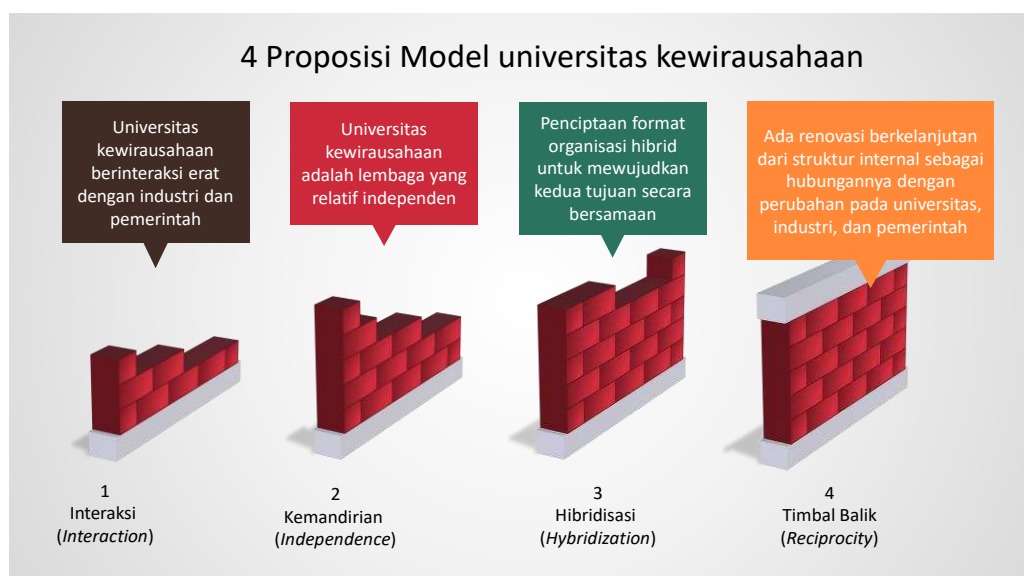 4 Proposisi Model universitas kewirausahaan
Universitas
kewirausahaan
berinteraksi erat
dengan industri dan
pemerintah
Universitas
kewirausahaan
adalah lembaga yang
relatif independen
Penciptaan format
organisasi hibrid
untuk mewujudkan
kedua tujuan secara
bersamaan
Ada renovasi berkelanjutan
dari struktur internal sebagai
hubungannya dengan
perubahan pada universitas,
industri, dan pemerintah
1
Interaksi
(Interaction)
2
Kemandirian
(Independence)
3
Hibridisasi
(Hybridization)
4
Timbal Balik
(Reciprocity)